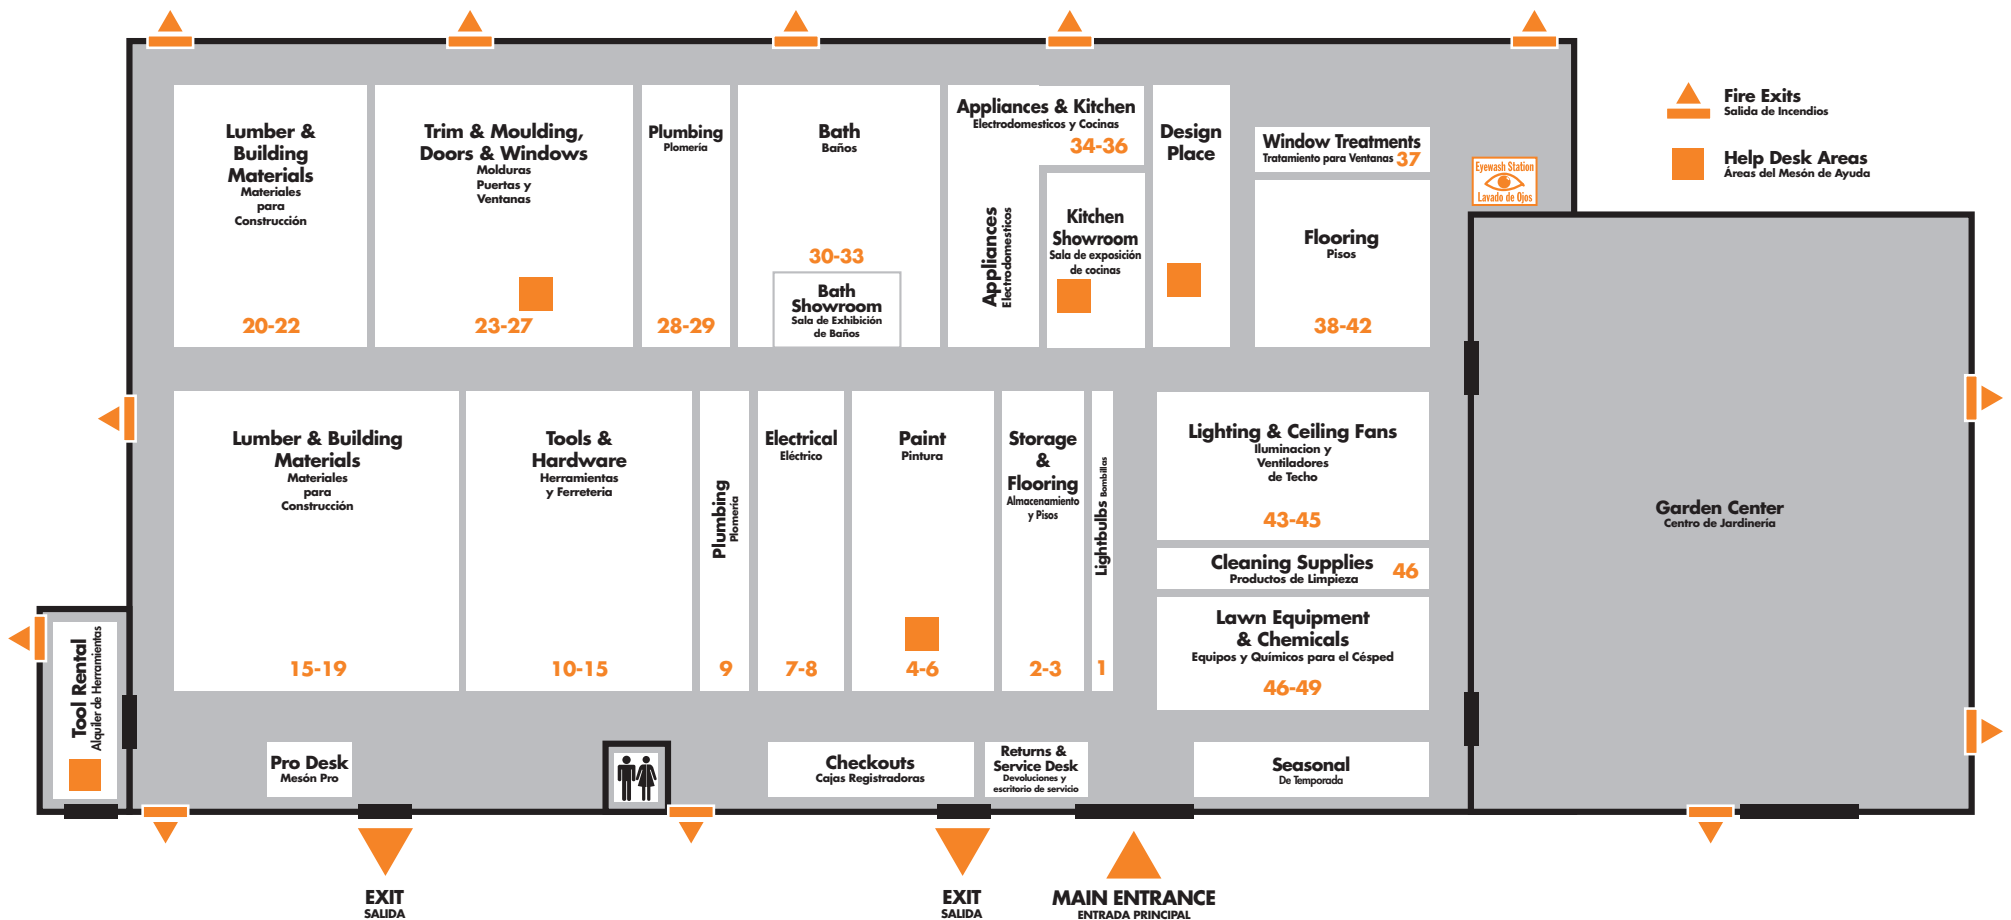 Lumber &
Building
Materials
Materiales
para
Construcción
20-22
Trim & Moulding,
Doors & Windows
Molduras
Puertas y
Ventanas
23-27
Plumbing
Plomería
28-29
Bath
Baños
30-33
Bath
Showroom
Sala de Exhibición
de Baños
Appliances & Kitchen
Electrodomesticos y Cocinas
34-36
Appliances
Electrodomesticos
Kitchen
Showroom
Sala de exposición
de cocinas
Design
Place
Window Treatments
Tratamiento para Ventanas 37
Flooring
Pisos
38-42
Eyewash Station
Lavado de Ojos
Fire Exits
Salida de Incendios
Help Desk Areas
Áreas del Mesón de Ayuda
Lumber & Building
Materials
Materiales
para
Construcción
15-19
Tools &
Hardware
Herramientas
y Ferreteria
10-15
Plumbing
Plomería
9
Electrical
Eléctrico
7-8
Paint
Pintura
4-6
Storage
&
Flooring
Almacenamiento
y Pisos
2-3
Lightbulbs Bombillas
1
Lighting & Ceiling Fans
Iluminacion y
Ventiladores
de Techo
43-45
Cleaning Supplies 46
Productos de Limpieza
Lawn Equipment
& Chemicals
Equipos y Químicos para el Césped
46-49
Garden Center
Centro de Jardinería
Tool Rental
Alquiler de Herramientas
Pro Desk
Mesón Pro
Checkouts
Cajas Registradoras
Returns &
Service Desk
Devoluciones y
escritorio de servicio
Seasonal
De Temporada
EXIT
SALIDA
EXIT
SALIDA
MAIN ENTRANCE
ENTRADA PRINCIPAL